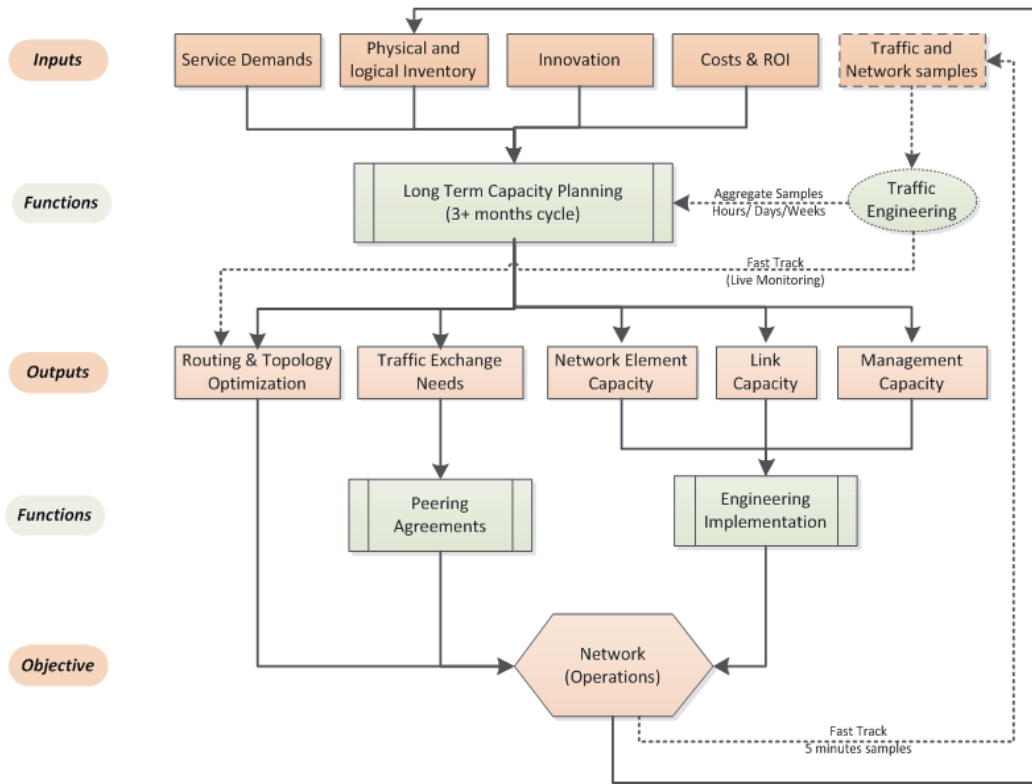 Inputs
Service Demands
Physical and
logical Inventory
Innovation
Costs & ROI
Traffic and
Network samples
Functions
Long Term Capacity Planning
(3+ months cycle)
Aggregate Samples
Hours/ Days/Weeks
Traffic
Engineering
Fast Track
(Live Monitoring)
Outputs
Routing & Topology
Optimization
Traffic Exchange
Needs
Network Element
Capacity
Link
Capacity
Management
Capacity
Functions
Peering
Agreements
Engineering
Implementation
Objective
Network
(Operations)
Fast Track
5 minutes samples